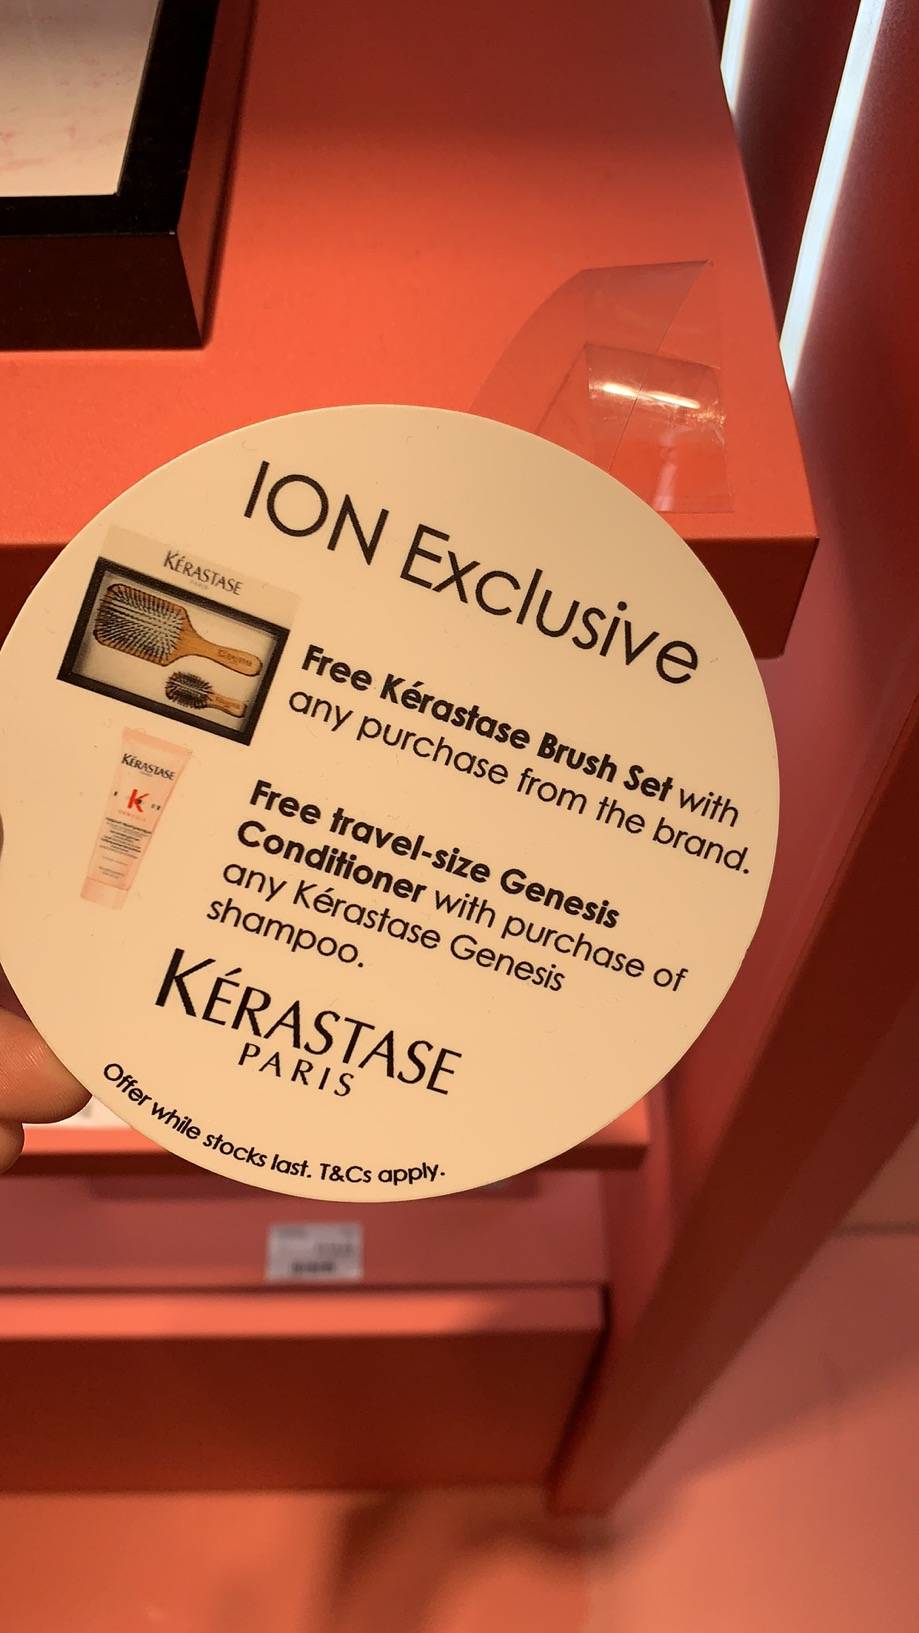 ION Exclusive
KÉRASTASE
PARIS
Free Kérastase Brush Set with
any purchase from the brand.
KÉRASTASE
K
Free travel-size Genesis
Conditioner with purchase of
any Kérastase Genesis
shampoo.
KÉRASTASE
PARIS
Offer while stocks last. T&Cs apply.